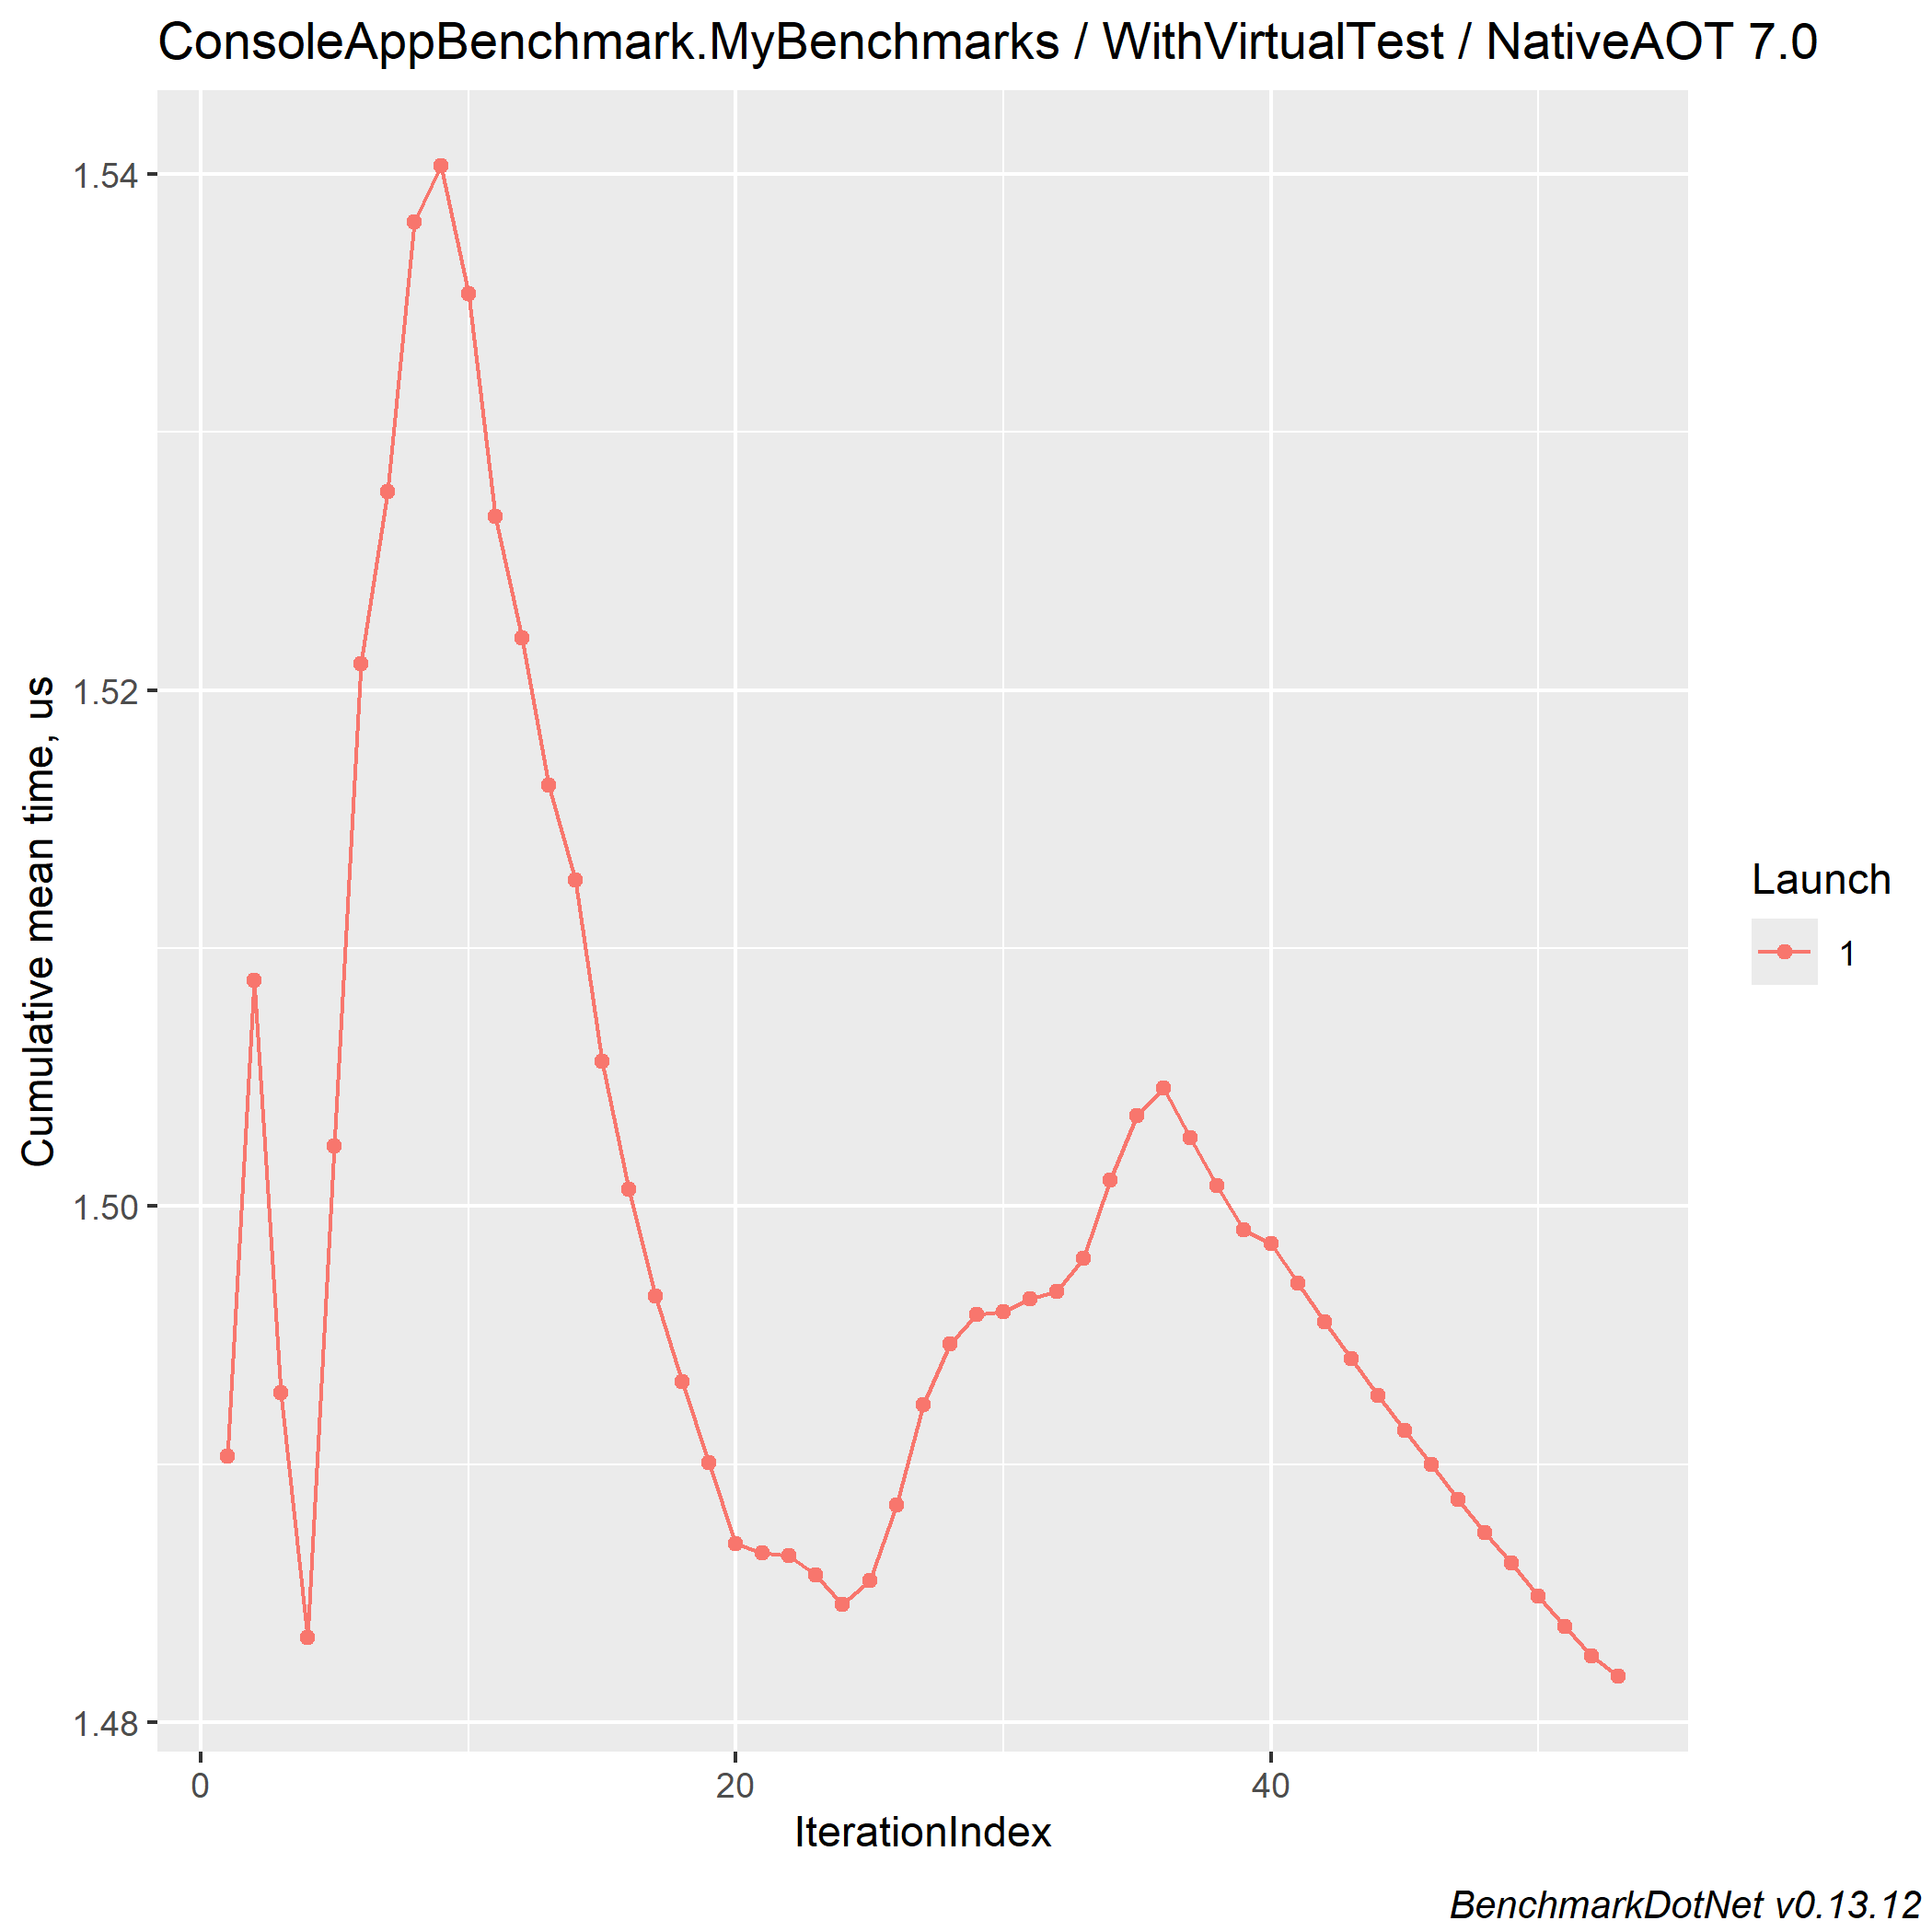 ConsoleAppBenchmark.MyBenchmarks / WithVirtualTest / NativeAOT 7.0
Cumulative mean time, us
1.54
1.52
1.50
1.48
0
20
40
IterationIndex
Launch
1
BenchmarkDotNet v0.13.12